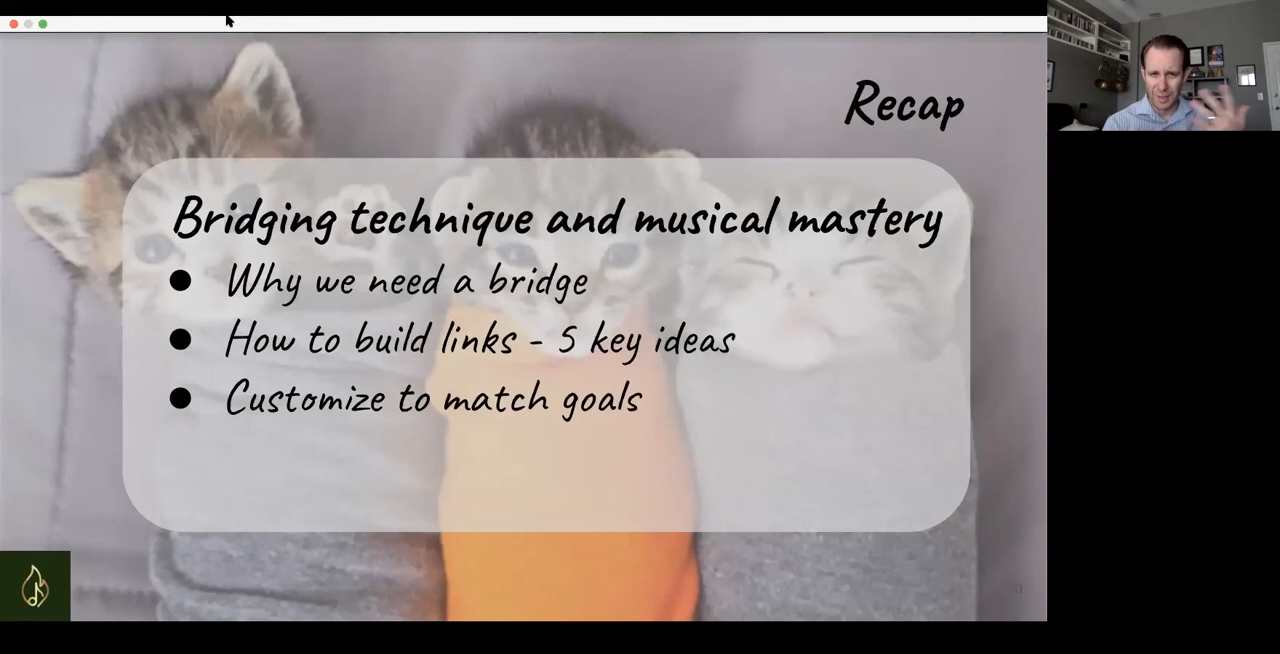 Recap
Bridging technique and musical mastery
● Why we need a bridge
● How to build links - 5 key ideas
● Customize to match goals